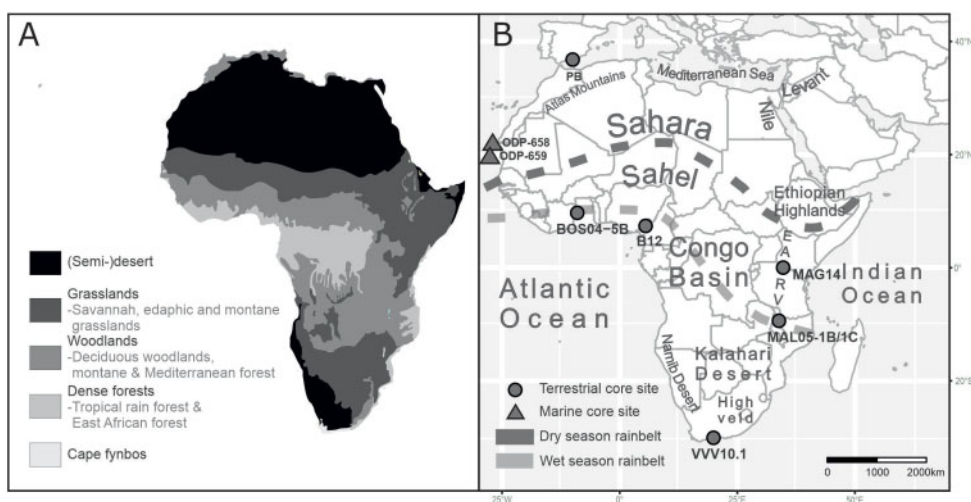 A
(Semi-)desert
Grasslands
-Savannah, edaphic and montane
grasslands
Woodlands
-Deciduous woodlands,
montane & Mediterranean forest
Dense forests
-Tropical rain forest &
East African forest
Cape fynbos
B
40°N
PB
Mediterranean Sea
Levant
Atlas Mountains
Nile
ODP-658
ODP-659
Sahara
20°N
Sahel
Ethiopian
Highlands
BOS04-5B
B12
EARV
Congo
Basin
MAG14
0°
Atlantic
Ocean
Indian
Ocean
MAL05-1B/1C
Kalahari
Desert
Namib Desert
20°S
High
veld
VVV10.1
Terrestrial core site
Marine core site
Dry season rainbelt
Wet season rainbelt
0 1000 2000km
25°W
0°
25°E
50°E